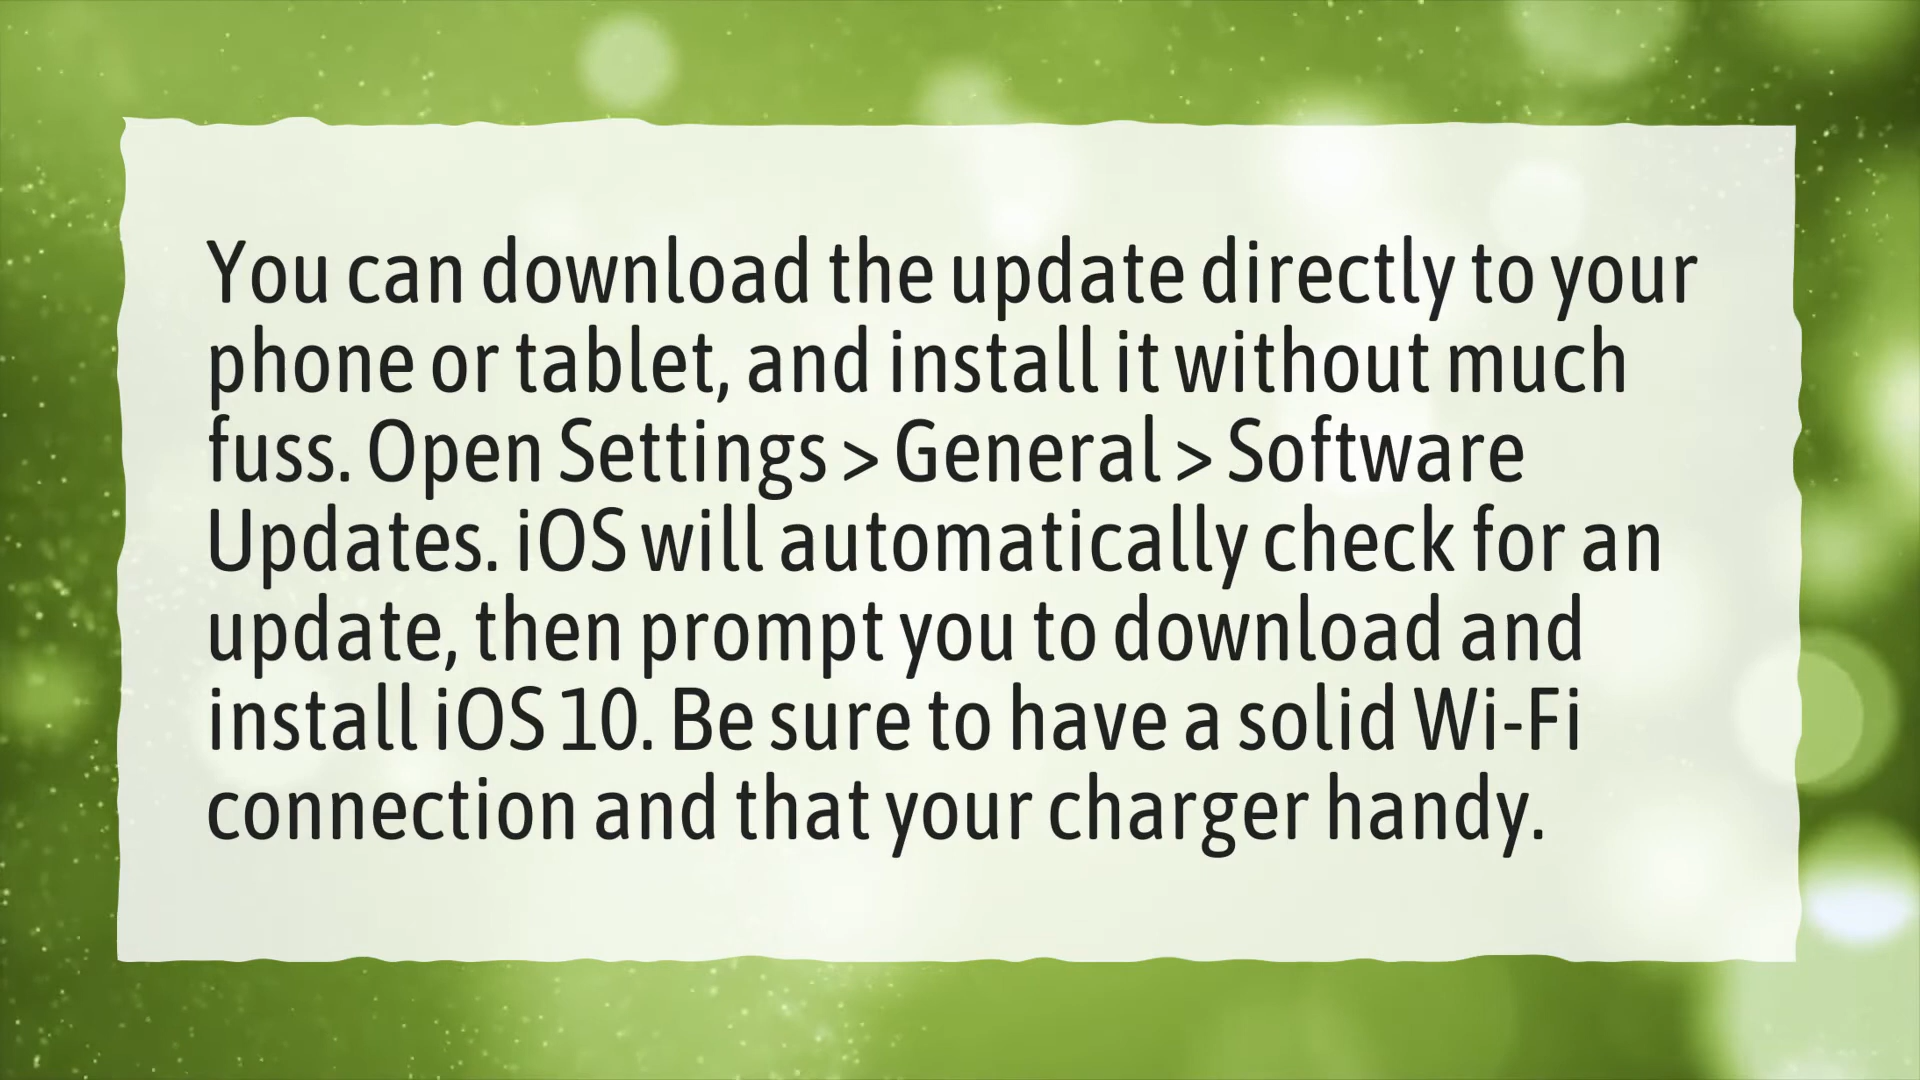 You can download the update directly to your
phone or tablet, and install it without much
fuss. Open Settings > General > Software
Updates. iOS will automatically check for an
update, then prompt you to download and
install iOS 10. Be sure to have a solid Wi-Fi
connection and that your charger handy.